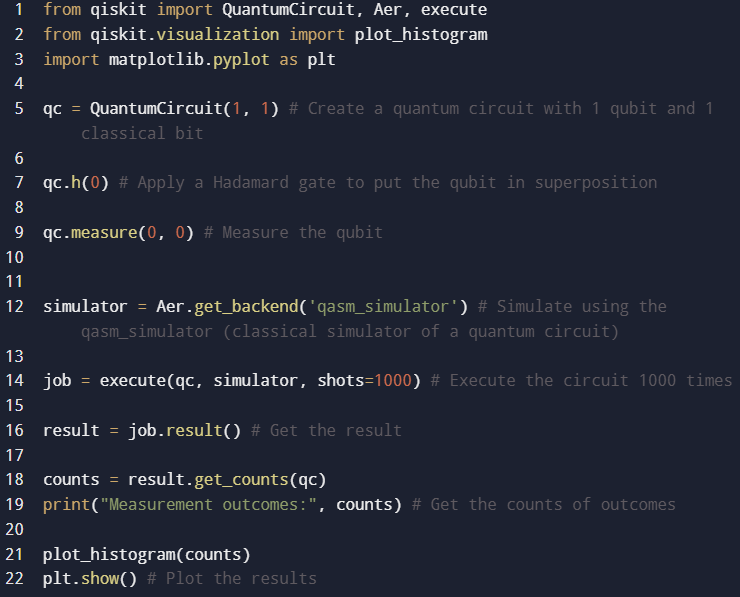 1 from qiskit import QuantumCircuit, Aer, execute
2 from qiskit.visualization import plot_histogram
3 import matplotlib.pyplot as plt
4
5 qc = QuantumCircuit(1, 1) # Create a quantum circuit with 1 qubit and 1
classical bit
6
7 qc.h(0) # Apply a Hadamard gate to put the qubit in superposition
8
9 qc.measure(0, 0) # Measure the qubit
10
11
12 simulator = Aer.get_backend('qasm_simulator') # Simulate using the
qasm_simulator (classical simulator of a quantum circuit)
13
14 job = execute(qc, simulator, shots=1000) # Execute the circuit 1000 times
15
16 result = job.result() # Get the result
17
18 counts = result.get_counts(qc)
19 print("Measurement outcomes:", counts) # Get the counts of outcomes
20
21 plot_histogram(counts)
22 plt.show() # Plot the results